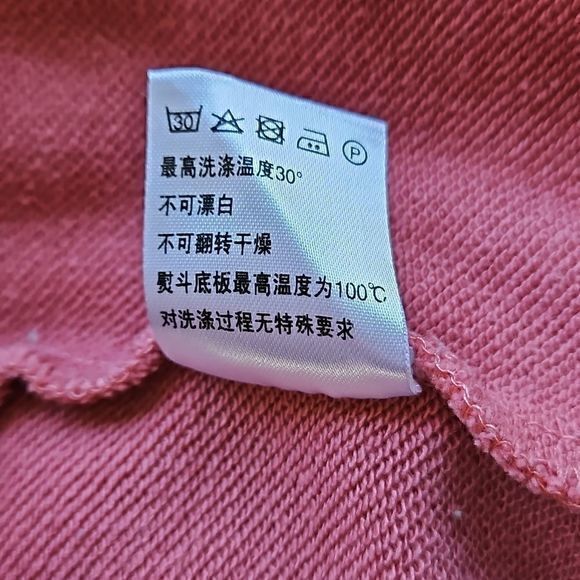 30 P
最高洗涤温度30°
不可漂白
不可翻转干燥
熨斗底板最高温度为100℃
对洗涤过程无特殊要求